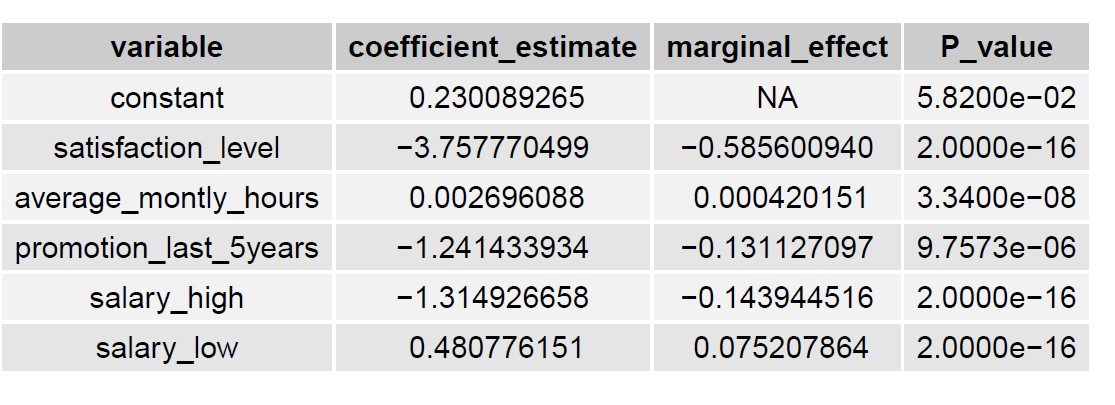 variable coefficient_estimate marginal_effect P_value
constant 0.230089265 NA 5.8200e−02
satisfaction_level −3.757770499 −0.585600940 2.0000e−16
average_montly_hours 0.002696088 0.000420151 3.3400e−08
promotion_last_5years −1.241433934 −0.131127097 9.7573e−06
salary_high −1.314926658 −0.143944516 2.0000e−16
salary_low 0.480776151 0.075207864 2.0000e−16